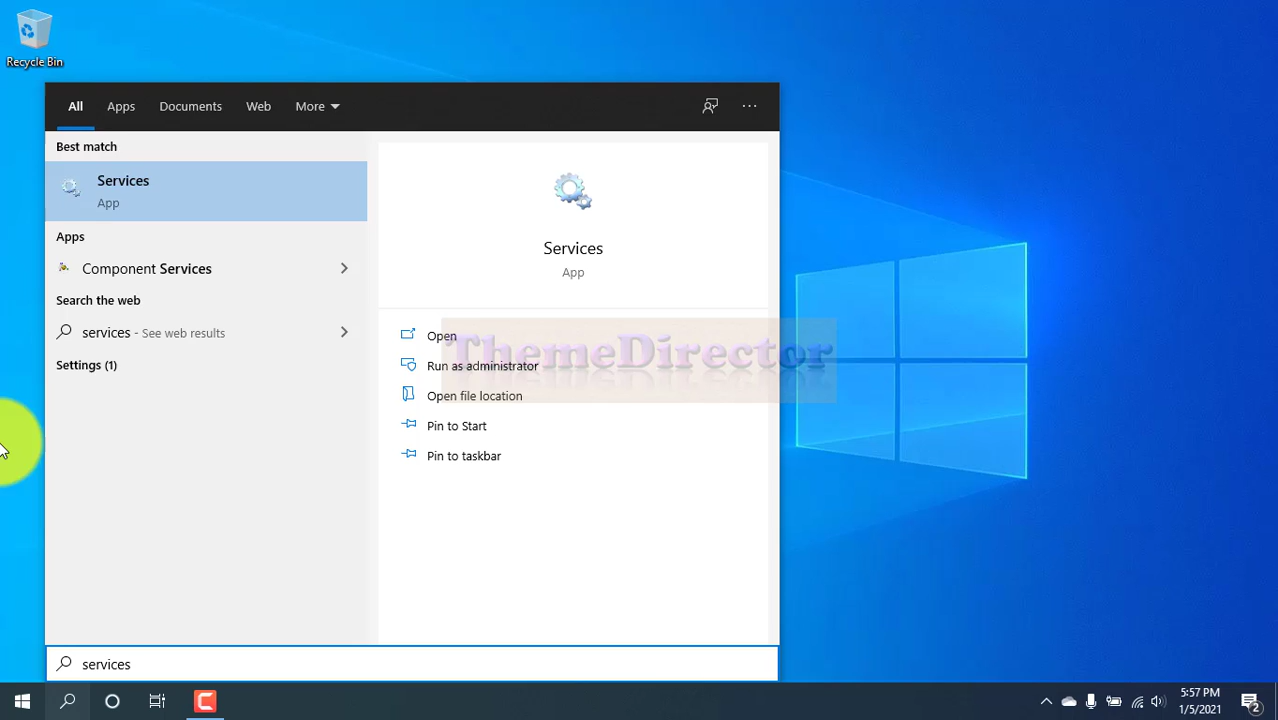 Recycle Bin
All Apps Documents Web More
Best match
Services
App
Apps
Component Services
Search the web
services - See web results
Settings (1)
Services
App
Open
Run as administrator
Open file location
Pin to Start
Pin to taskbar
ThemeDirector
services
5:57 PM
1/5/2021
2